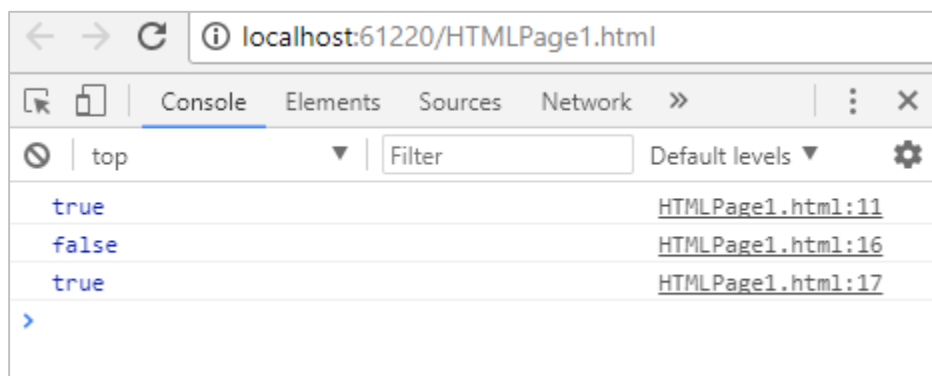 localhost:61220/HTMLPage1.html
Console Elements Sources Network »
top Filter Default levels
true HTMLPage1.html:11
false HTMLPage1.html:16
true HTMLPage1.html:17
>